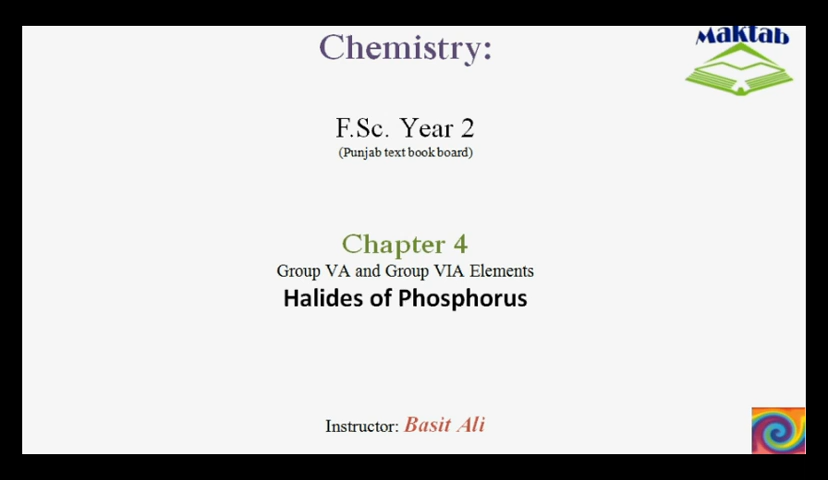 Maktab
Chemistry:
F.Sc. Year 2
(Punjab text book board)
Chapter 4
Group VA and Group VIA Elements
Halides of Phosphorus
Instructor: Basit Ali